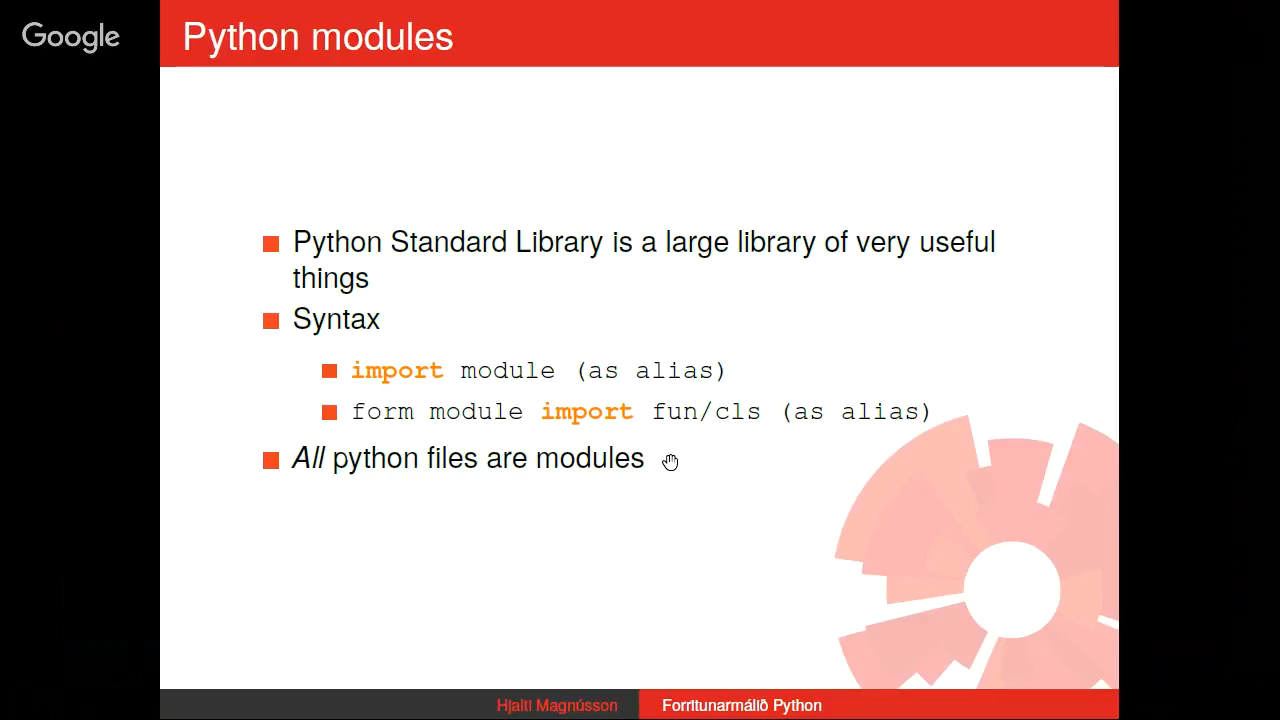 Google
Python modules
Python Standard Library is a large library of very useful
things
Syntax
import module (as alias)
form module import fun/cls (as alias)
All python files are modules
Hjalti Magnússon
Forritunarmálið Python